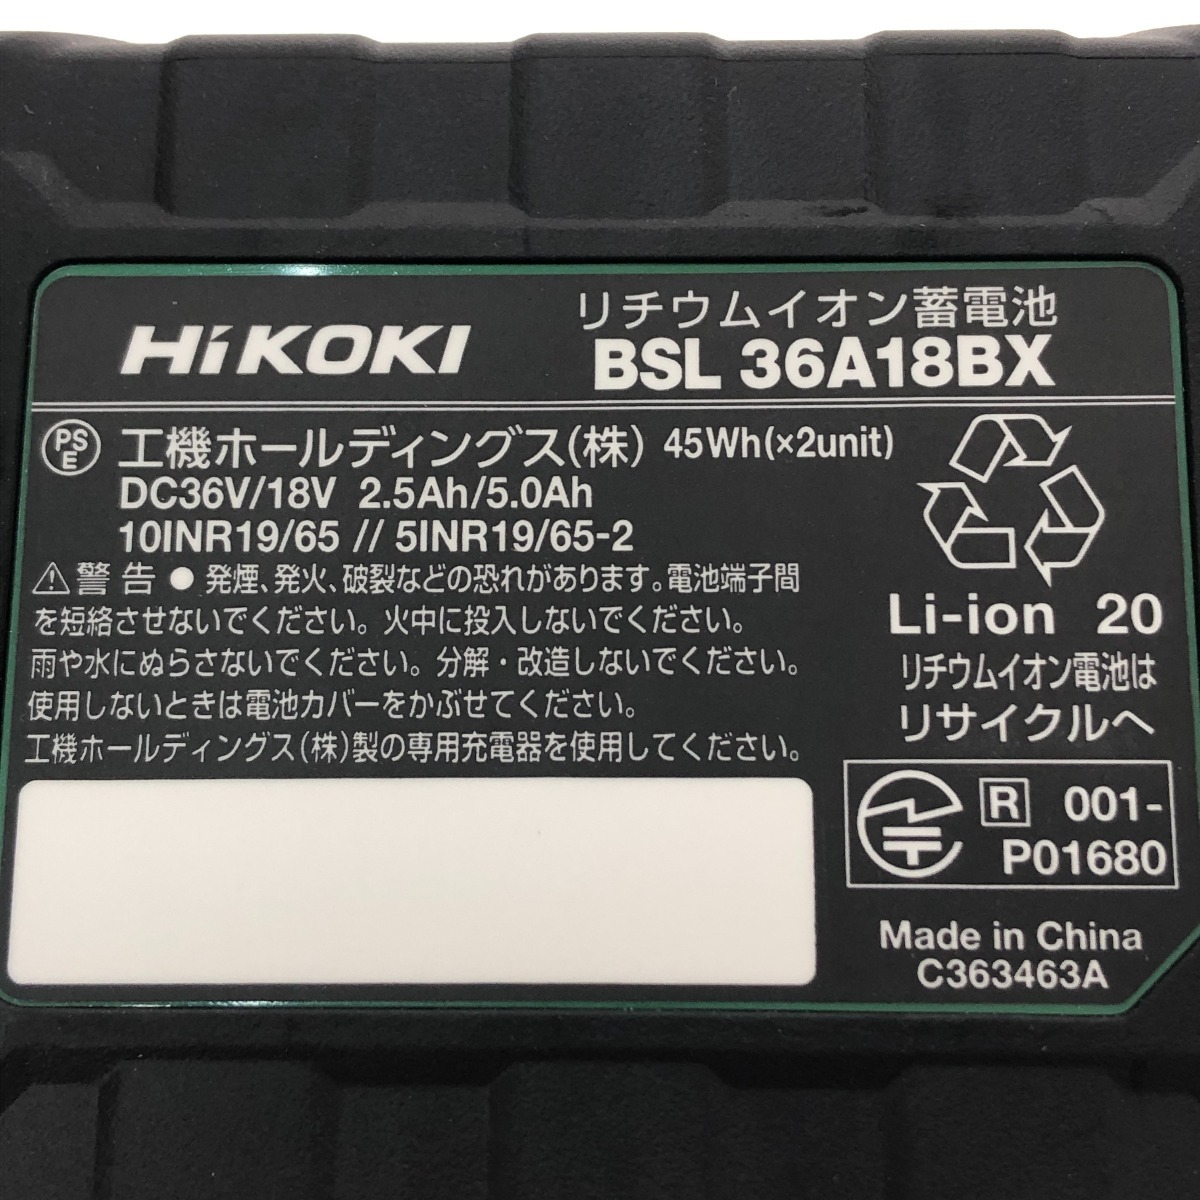 HiKOKI
リチウムイオン蓄電池
BSL 36A18BX
PS
E
工機ホールディングス(株) 45Wh(×2unit)
DC36V/18V 2.5Ah/5.0Ah
10INR19/65 // 5INR19/65-2
⚠警告 ● 発煙、発火、破裂などの恐れがあります。電池端子間
を短絡させないでください。火中に投入しないでください。
雨や水にぬらさないでください。分解・改造しないでください。
使用しないときは電池カバーをかぶせてください。
工機ホールディングス(株)製の専用充電器を使用してください。
Li-ion 20
リチウムイオン電池は
リサイクルへ
R 001-
P01680
Made in China
C363463A